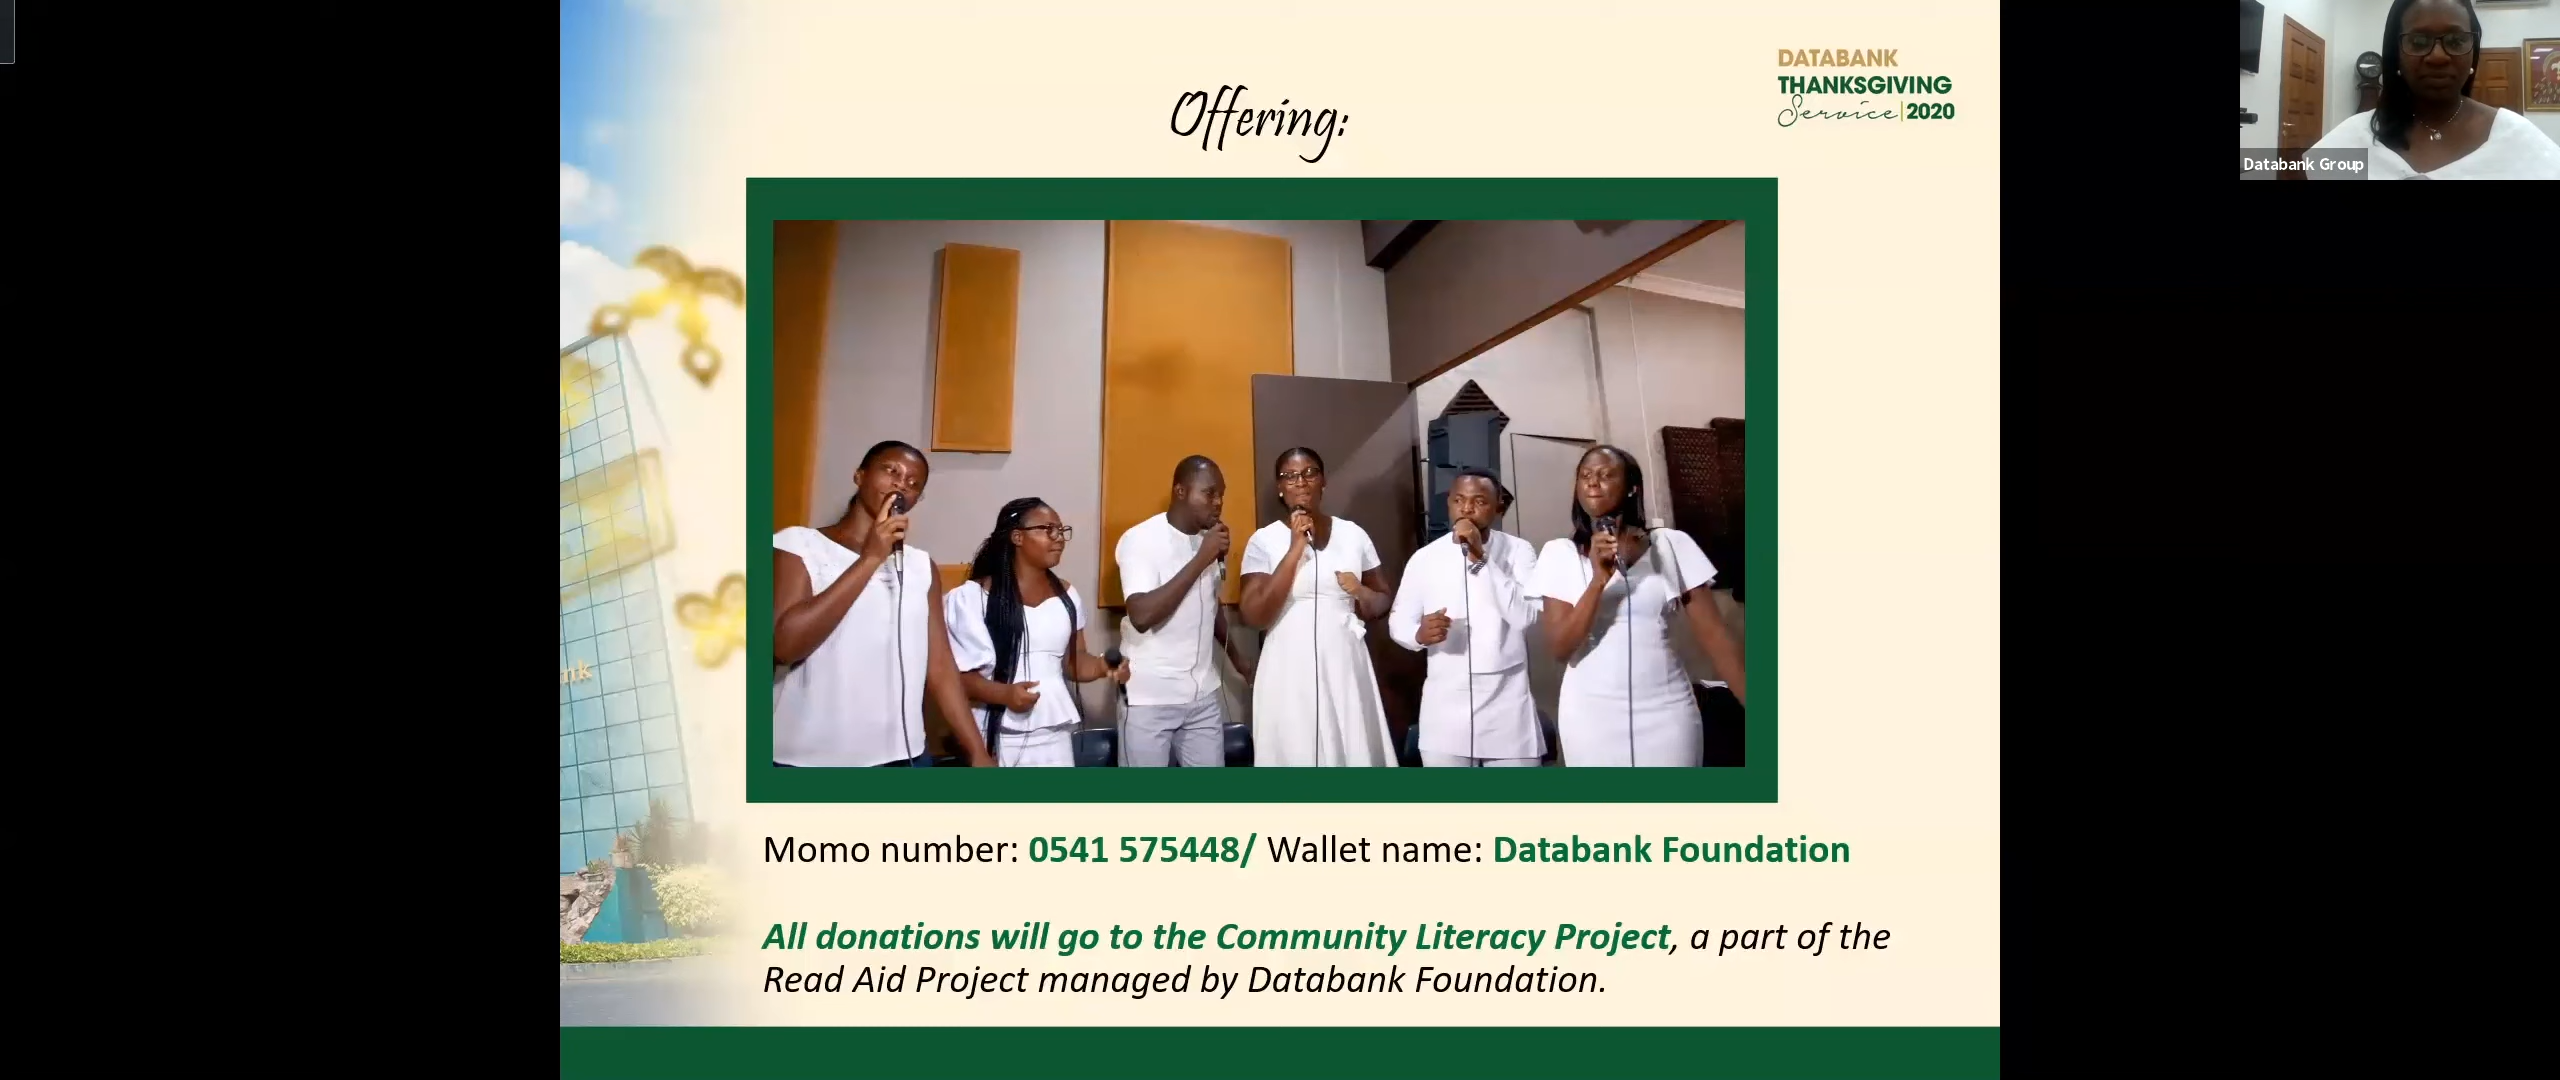 Offering:
DATABANK
THANKSGIVING
Service|2020
Databank Group
nk
Momo number: 0541 575448/ Wallet name: Databank Foundation
All donations will go to the Community Literacy Project, a part of the
Read Aid Project managed by Databank Foundation.